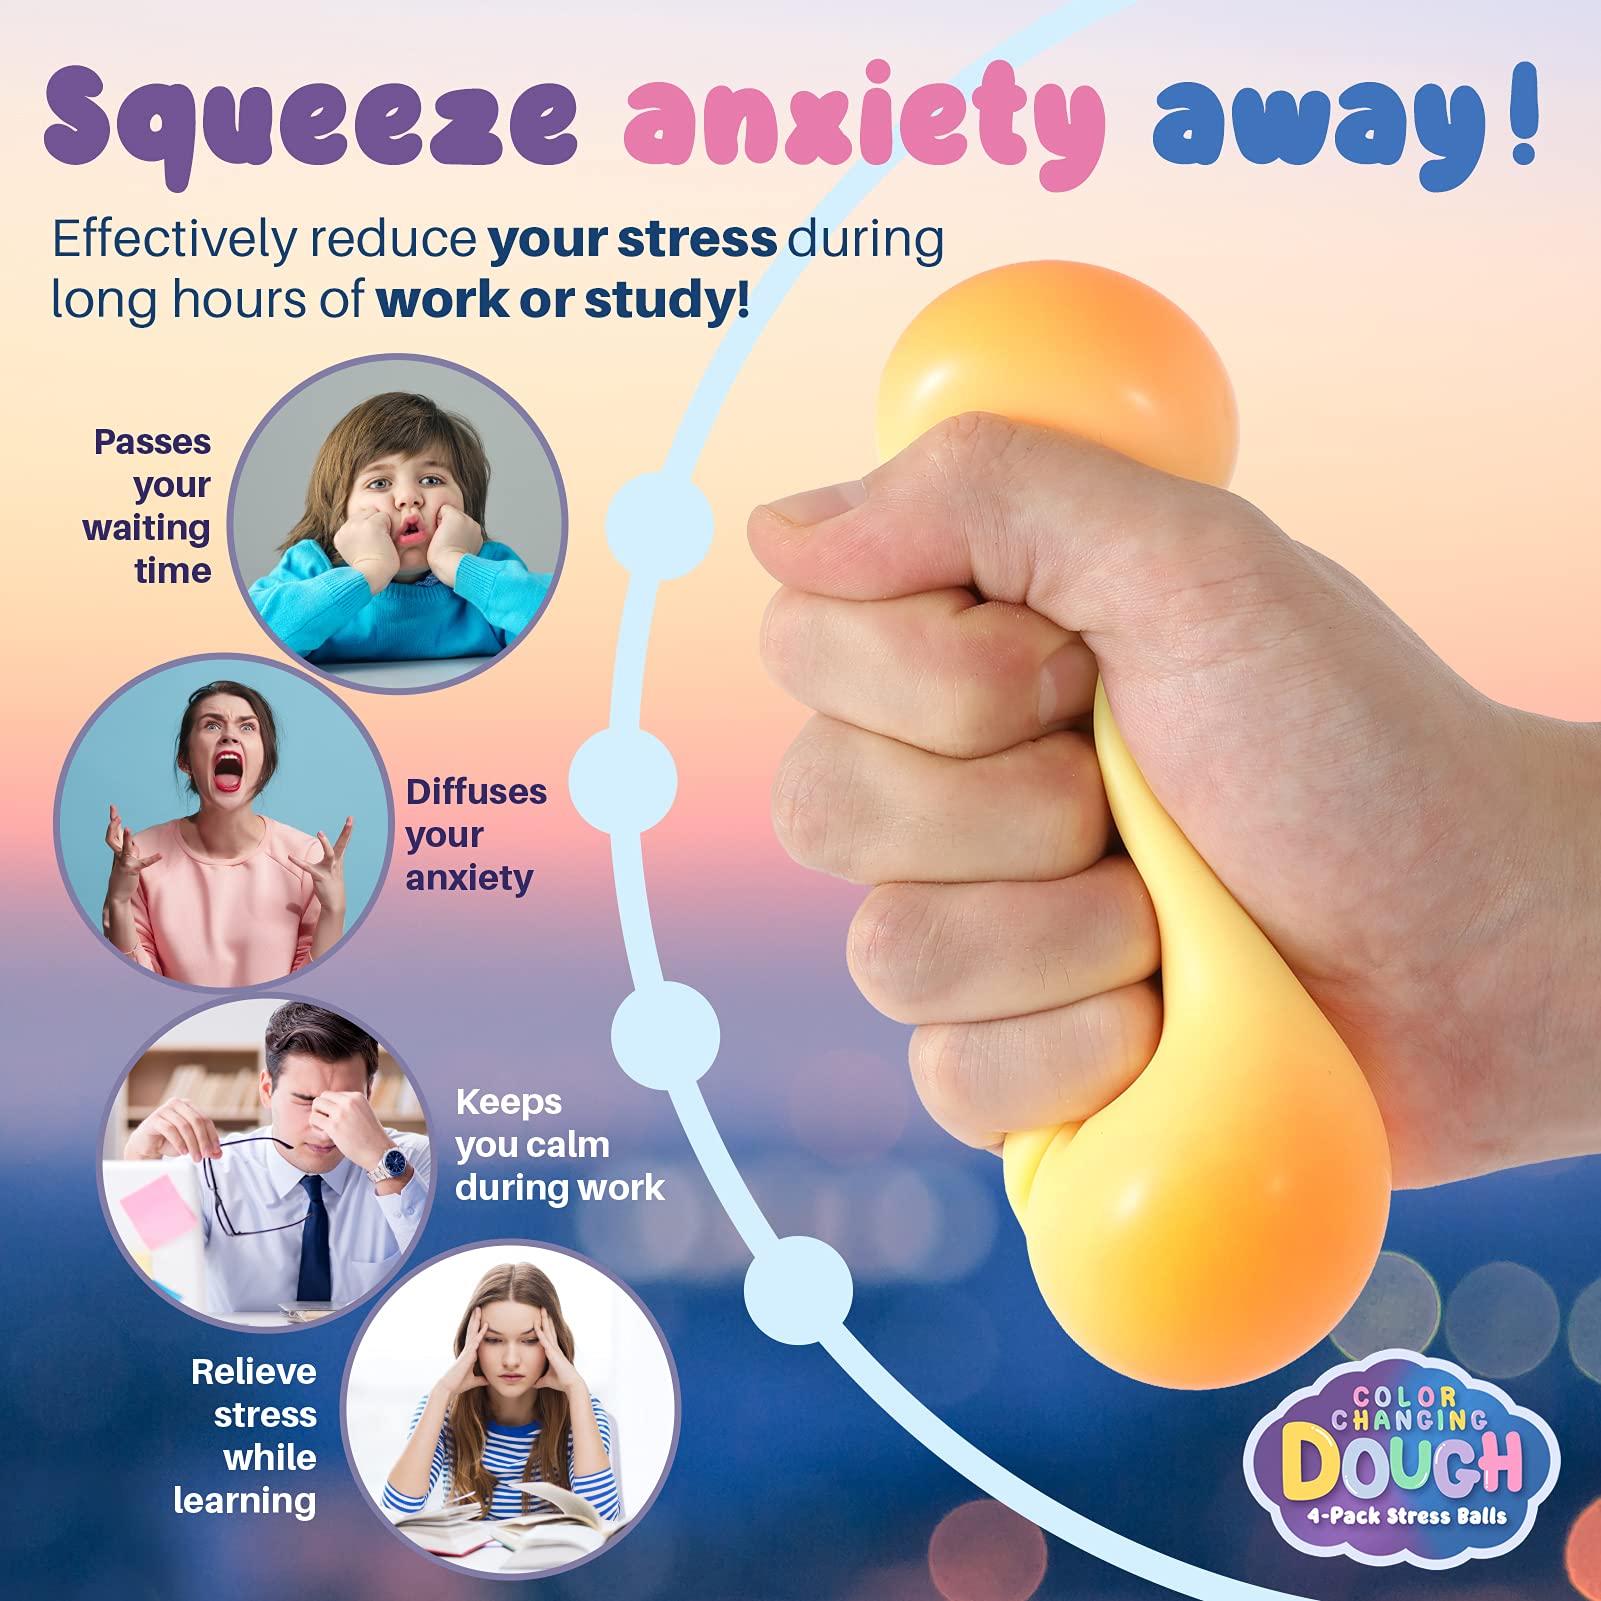 Squeeze anxiety away!
Effectively reduce your stress during
long hours of work or study!
Passes
your
waiting
time
Diffuses
your
anxiety
Keeps
you calm
during work
Relieve
stress
while
learning
COLOR
CHANGING
DOUGH
4-Pack Stress Balls